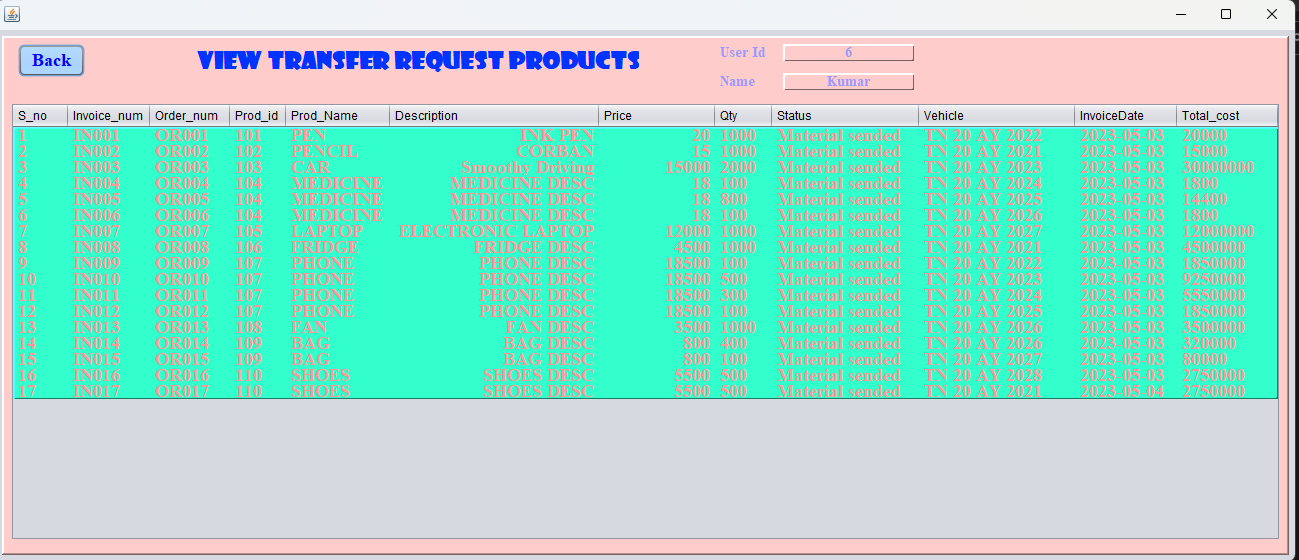 Back
VIEW TRANSFER REQUEST PRODUCTS
User Id 6
Name Kumar
S_no Invoice_num Order_num Prod_id Prod_Name Description Price Qty Status Vehicle InvoiceDate Total_cost
1 IN001 OR001 101 PEN INK PEN 20 1000 Material sended TN 20 AY 2022 2023 05 03 20000
2 IN002 OR002 102 PENCIL CORBAN 15 1000 Material sended TN 20 AY 2022 2023 05 03 15000
3 IN003 OR003 103 CAR Smoothy Driving 15000 2000 Material sended TN 20 AY 2023 2023 05 03 30000000
4 IN004 OR004 104 MEDICINE MEDICINE DESC 18 100 Material sended TN 20 AY 2024 2023 05 03 1800
5 IN005 OR005 104 MEDICINE MEDICINE DESC 18 800 Material sended TN 20 AY 2025 2023 05 03 14400
6 IN006 OR006 104 MEDICINE MEDICINE DESC 18 100 Material sended TN 20 AY 2026 2023 05 03 1800
7 IN007 OR007 105 LAPTOP ELECTRONIC LAPTOP 12000 1000 Material sended TN 20 AY 2027 2023 05 03 12000000
8 IN008 OR008 106 FRIDGE FRIDGE DESC 4500 1000 Material sended TN 20 AY 2021 2023 05 03 4500000
9 IN009 OR009 107 PHONE PHONE DESC 18500 100 Material sended TN 20 AY 2022 2023 05 03 1850000
10 IN010 OR010 107 PHONE PHONE DESC 18500 500 Material sended TN 20 AY 2023 2023 05 03 9250000
11 IN011 OR011 107 PHONE PHONE DESC 18500 300 Material sended TN 20 AY 2024 2023 05 03 5550000
12 IN012 OR012 107 PHONE PHONE DESC 18500 100 Material sended TN 20 AY 2025 2023 05 03 1850000
13 IN013 OR013 108 FAN FAN DESC 3500 1000 Material sended TN 20 AY 2026 2023 05 03 3500000
14 IN014 OR014 109 BAG BAG DESC 800 400 Material sended TN 20 AY 2026 2023 05 03 320000
15 IN015 OR015 109 BAG BAG DESC 800 100 Material sended TN 20 AY 2027 2023 05 03 80000
16 IN016 OR016 110 SHOES SHOES DESC 5500 500 Material sended TN 20 AY 2028 2023 05 03 2750000
17 IN017 OR017 110 SHOES SHOES DESC 5500 500 Material sended TN 20 AY 2021 2023 05 04 2750000